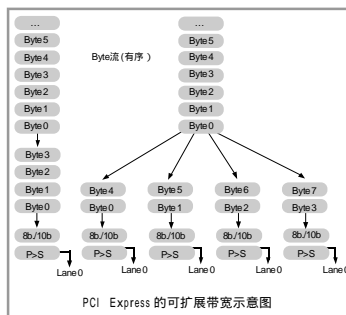 ...
Byte5
Byte4
Byte3
Byte2
Byte1
Byte0
Byte3
Byte2
Byte1
Byte0
8b./10b
P>S
Lane0
Byte流(有序)
...
Byte5
Byte4
Byte3
Byte2
Byte1
Byte0
Byte4 Byte5 Byte6 Byte7
Byte0 Byte1 Byte2 Byte3
8b./10b 8b./10b 8b./10b 8b./10b
P>S P>S P>S P>S
Lane0 Lane0 Lane0 Lane0
PCI Express的可扩展带宽示意图